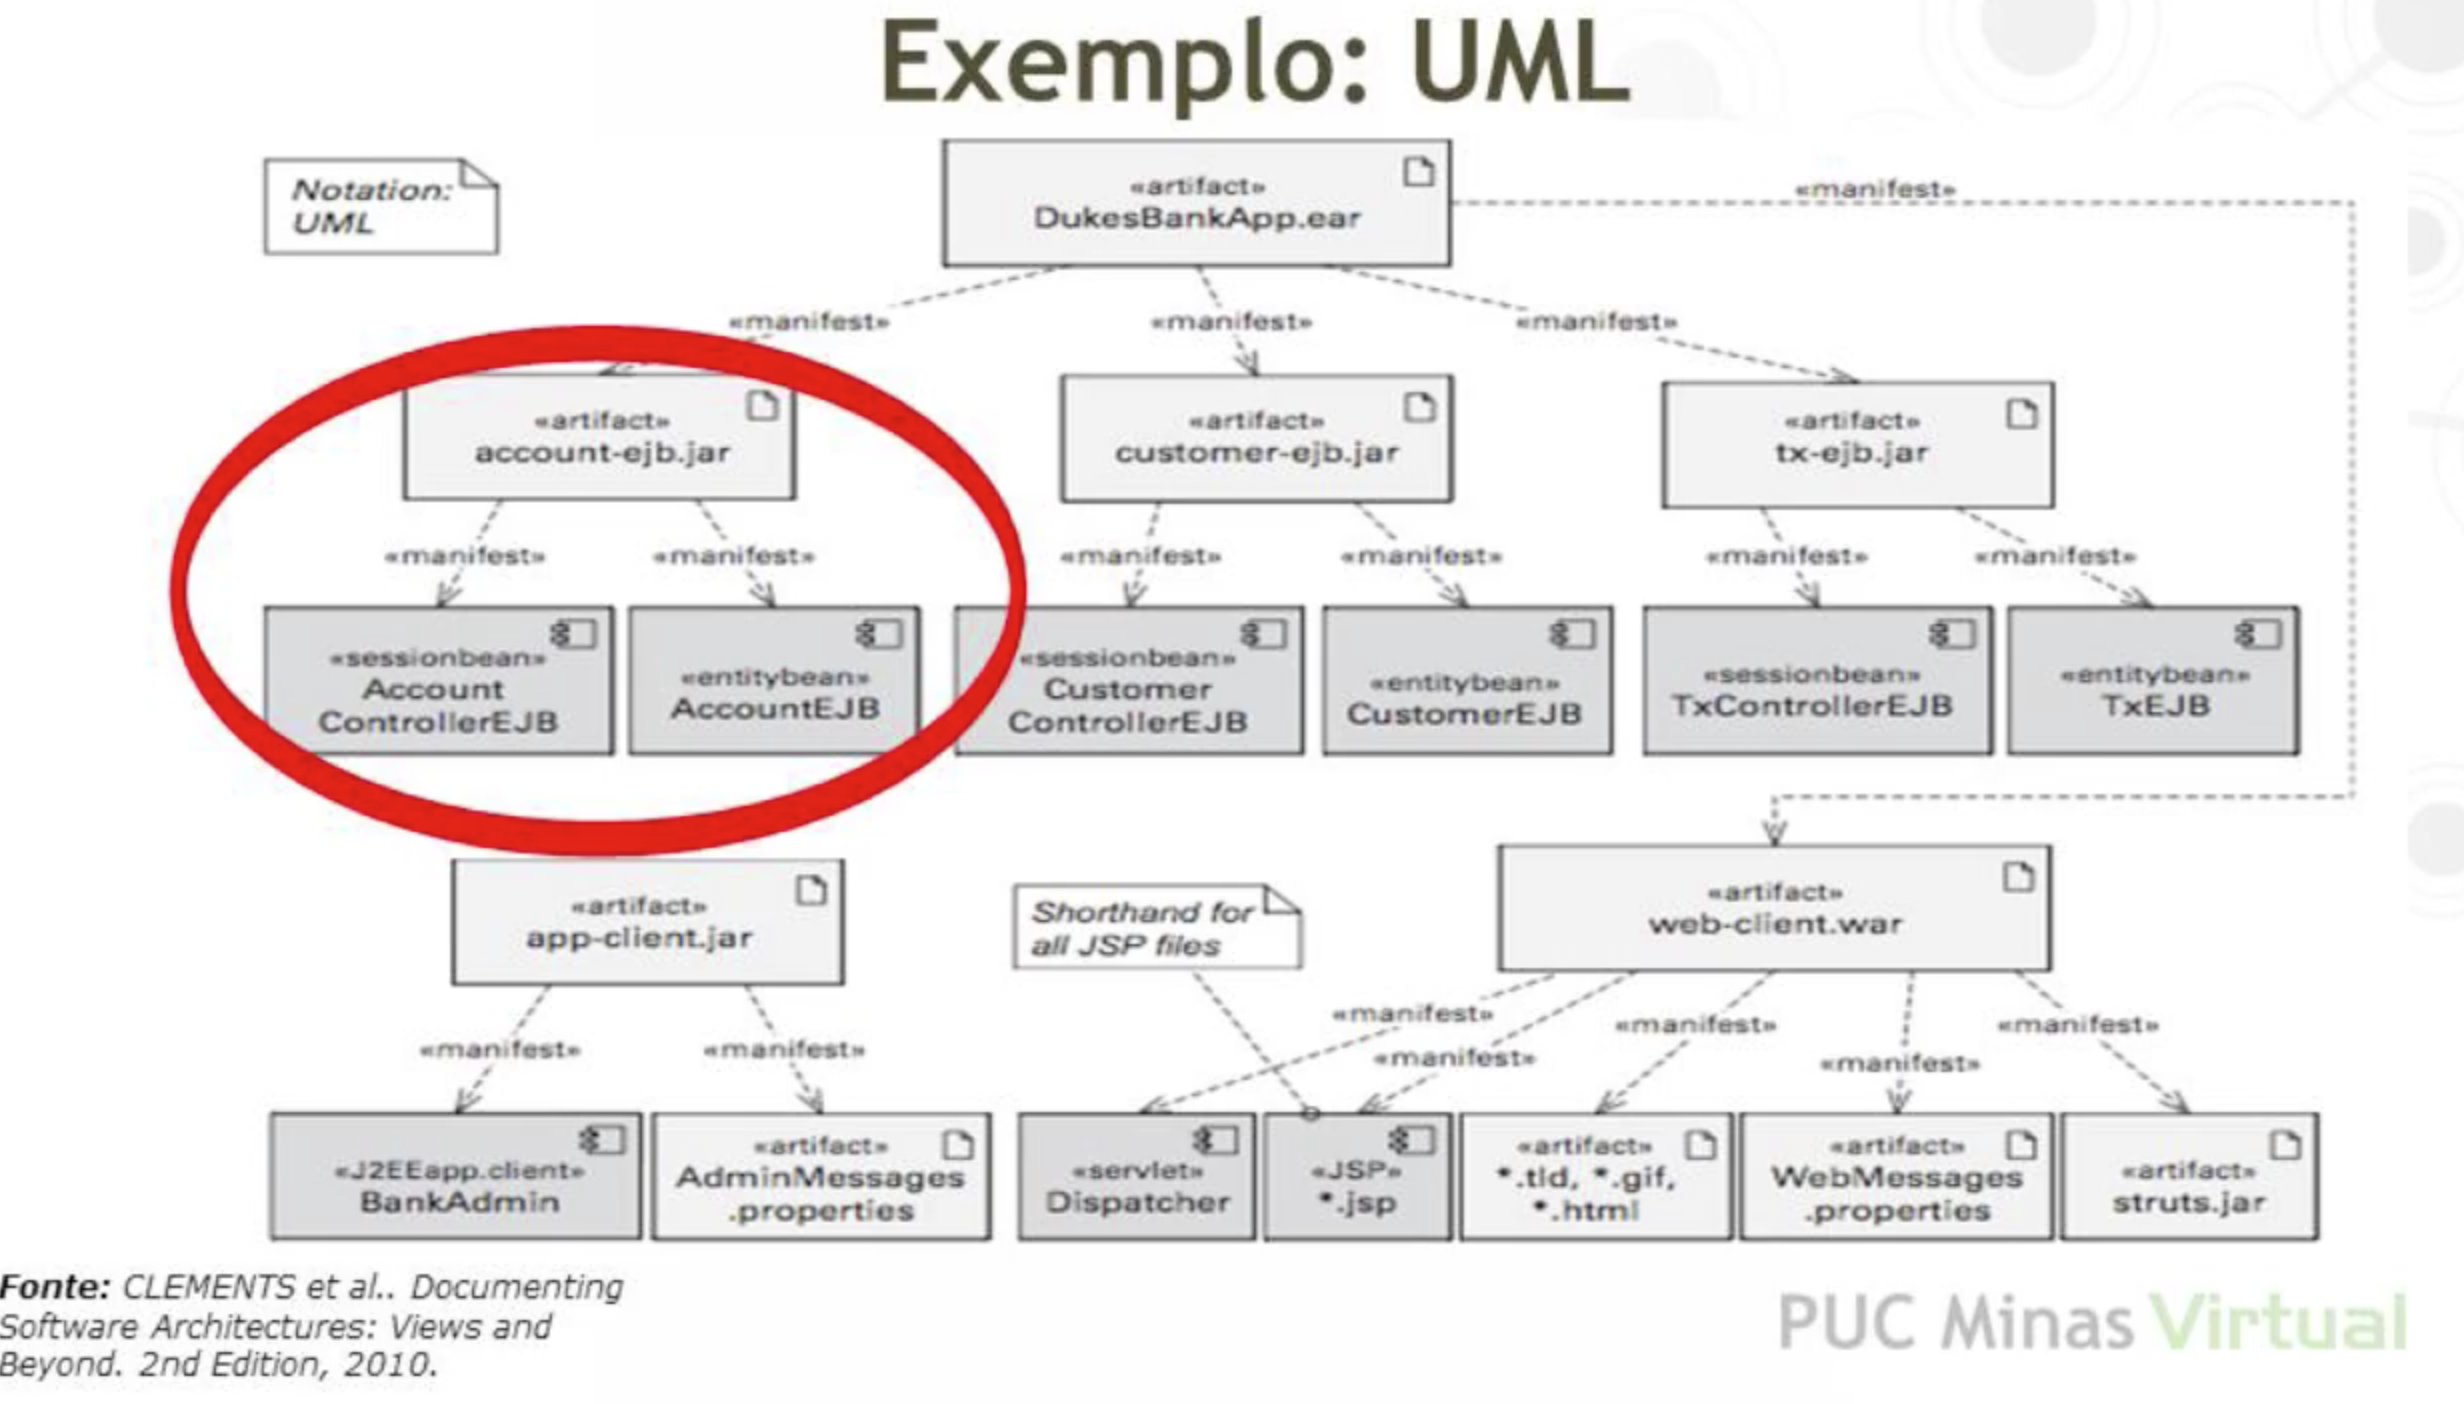 Exemplo: UML
Notation:
UML
«artifact»
DukesBankApp.ear
«manifest»
«manifest»
«manifest»
«manifest»
«artifact»
account-ejb.jar
«artifact»
customer-ejb.jar
«artifact»
tx-ejb.jar
«manifest»
«manifest»
«manifest»
«manifest»
«manifest»
«manifest»
«sessionbean»
Account
ControllerEJB
«entitybean»
AccountEJB
«sessionbean»
Customer
ControllerEJB
«entitybean»
CustomerEJB
«sessionbean»
TxControllerEJB
«entitybean»
TxEJB
«artifact»
app-client.jar
Shorthand for
all JSP files
«artifact»
web-client.war
«manifest»
«manifest»
«manifest»
«manifest»
«manifest»
«manifest»
«manifest»
«J2EEapp.client»
BankAdmin
«artifact»
AdminMessages
.properties
«servlet»
Dispatcher
«JSP»
*.jsp
«artifact»
*.tld, *.gif,
*.html
«artifact»
WebMessages
.properties
«artifact»
struts.jar
Fonte: CLEMENTS et al.. Documenting
Software Architectures: Views and
Beyond. 2nd Edition, 2010.
PUC Minas Virtual